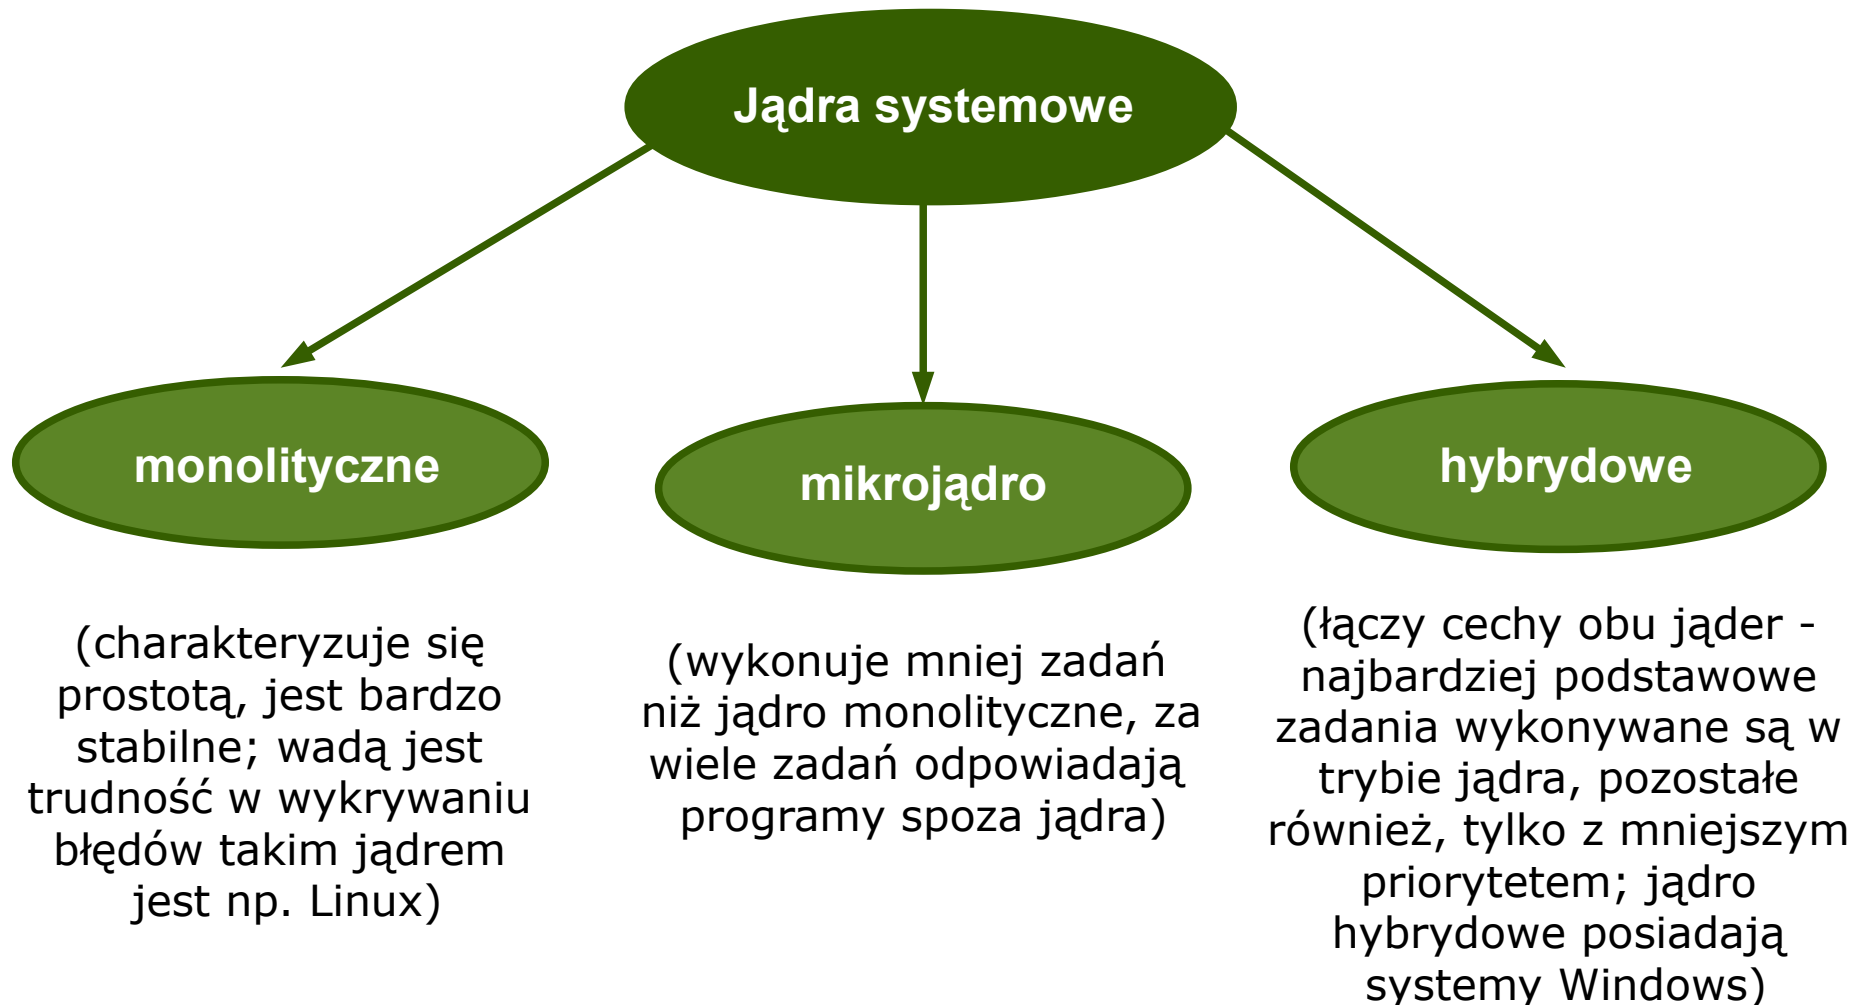 Jądra systemowe
monolityczne
(charakteryzuje się
prostotą, jest bardzo
stabilne; wadą jest
trudność w wykrywaniu
błędów takim jądrem
jest np. Linux)
mikrojądro
(wykonuje mniej zadań
niż jądro monolityczne, za
wiele zadań odpowiadają
programy spoza jądra)
hybrydowe
(łączy cechy obu jąder -
najbardziej podstawowe
zadania wykonywane są w
trybie jądra, pozostałe
również, tylko z mniejszym
priorytetem; jądro
hybrydowe posiadają
systemy Windows)